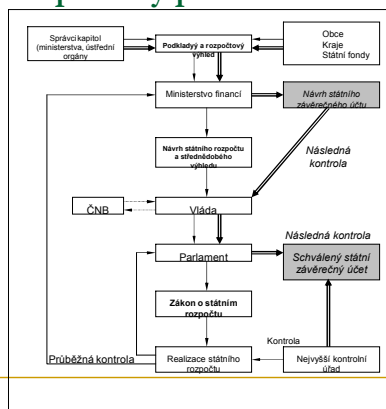 Správci kapitol
(ministerstva, ústřední
orgány)
Podkladyý a rozpočtový
výhled
Obce
Kraje
Státní fondy
Ministerstvo financí
Návrh státního
závěrečného účtu
Návrh státního rozpočtu
a střednědobého
výhledu
Následná
kontrola
ČNB
Vláda
Následná kontrola
Parlament
Schválený státní
závěrečný účet
Zákon o státním
rozpočtu
Průběžná kontrola
Realizace státního
rozpočtu
Kontrola
Nejvyšší kontrolní
úřad